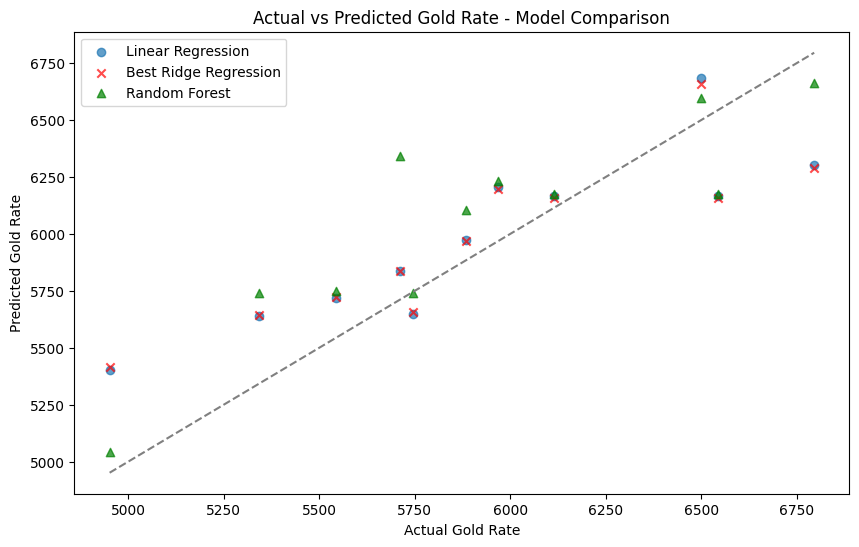 Actual vs Predicted Gold Rate - Model Comparison
Linear Regression
Best Ridge Regression
Random Forest
Predicted Gold Rate
6750
6500
6250
6000
5750
5500
5250
5000
5000 5250 5500 5750 6000 6250 6500 6750
Actual Gold Rate